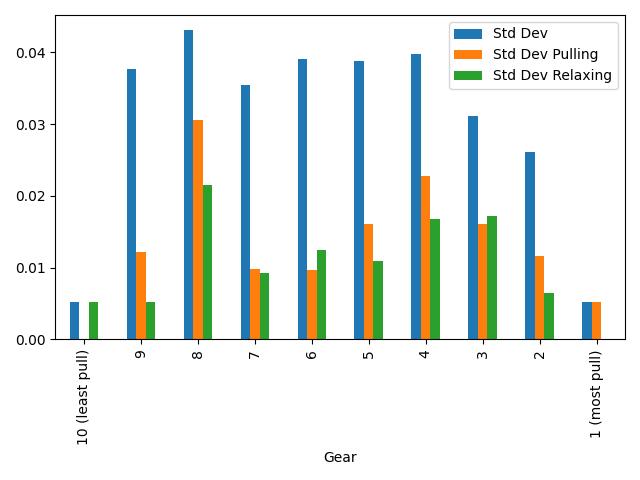 Std Dev
Std Dev Pulling
Std Dev Relaxing
0.04
0.03
0.02
0.01
0.00
10 (least pull)
9
8
7
6
5
4
3
2
1 (most pull)
Gear